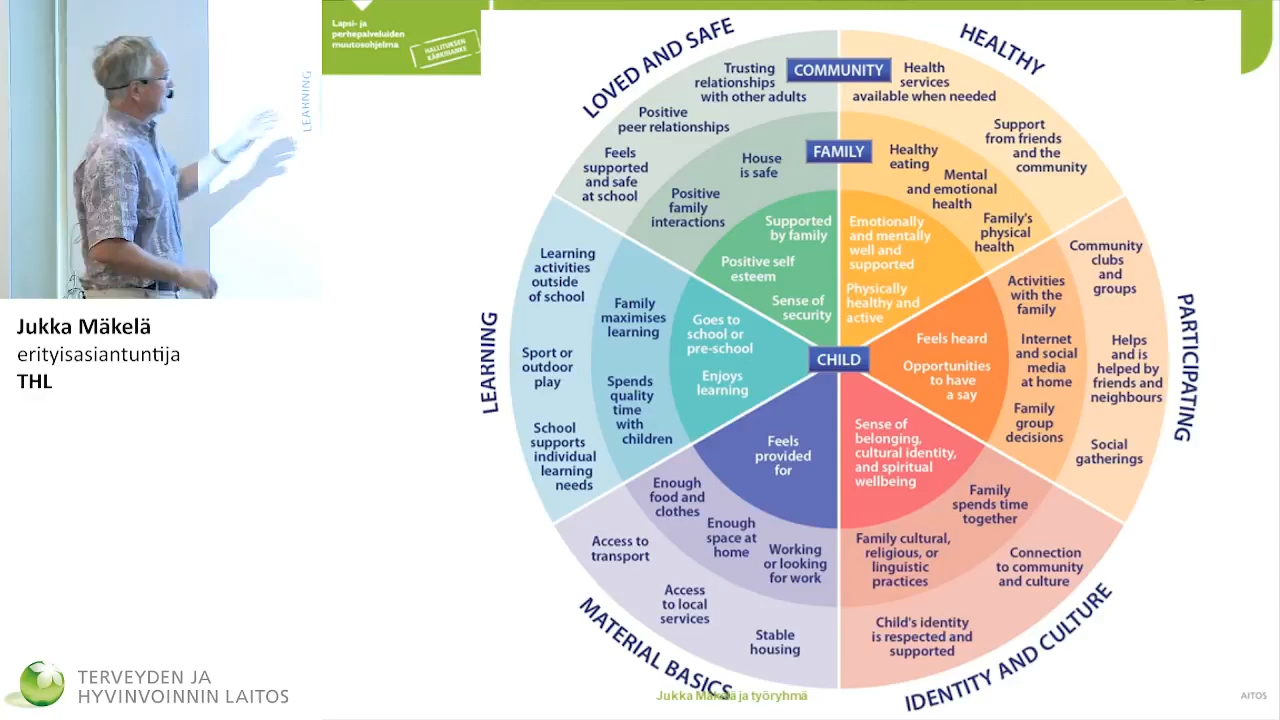 Lapsi- ja
perhepalveluiden
muutosohjelma
HALLITUKSEN
KÄRKIHANKE
LEARNING
Jukka Mäkelä
erityisasiantuntija
THL
TERVEYDEN JA
HYVINVOINNIN LAITOS
LOVED AND SAFE
COMMUNITY
Trusting
relationships
with other adults
Positive
peer relationships
Feels
supported
and safe
at school
FAMILY
House
is safe
Positive
family
interactions
Supported
by family
Positive self
esteem
Sense of
security
HEALTHY
Health
services
available when needed
Support
from friends
and the
community
Healthy
eating
Mental
and emotional
health
Family's
physical
health
Emotionally
and mentally
well and
supported
Physically
healthy and
active
CHILD
PARTICIPATING
Community
clubs
and
groups
Helps
and is
helped by
friends and
neighbours
Social
gatherings
Activities
with the
family
Internet
and social
media
at home
Family
group
decisions
Feels heard
Opportunities
to have
a say
LEARNING
Learning
activities
outside
of school
Sport or
outdoor
play
School
supports
individual
learning
needs
Family
maximises
learning
Spends
quality
time
with
children
Goes to
school or
pre-school
Enjoys
learning
MATERIAL BASICS
Feels
provided
for
Enough
food and
clothes
Enough
space at
home
Working
or looking
for work
Access to
transport
Access
to local
services
Stable
housing
IDENTITY AND CULTURE
Sense of
belonging,
cultural identity,
and spiritual
wellbeing
Family
spends time
together
Family cultural,
religious, or
linguistic
practices
Connection
to community
and culture
Child's identity
is respected and
supported
Jukka Mäkelä ja työryhmä
AITOS